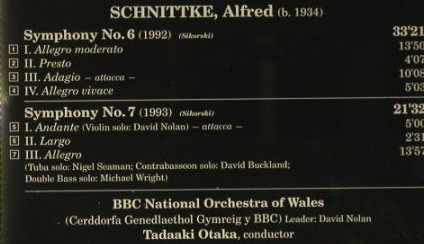 SCHNITTKE, Alfred (b. 1934)
Symphony No. 6 (1992) (Sikorski) 33'21
1 I. Allegro moderato 13'50
2 II. Presto 4'07
3 III. Adagio – attacca – 10'08
4 IV. Allegro vivace 5'03
Symphony No. 7 (1993) (Sikorski) 21'32
5 I. Andante (Violin solo: David Nolan) – attacca – 5'00
6 II. Largo 2'31
7 III. Allegro 13'57
(Tuba solo: Nigel Seaman; Contrabassoon solo: David Buckland;
Double Bass solo: Michael Wright)
BBC National Orchestra of Wales
(Cerddorfa Genedlaethol Gymreig y BBC) Leader: David Nolan
Tadaaki Otaka, conductor